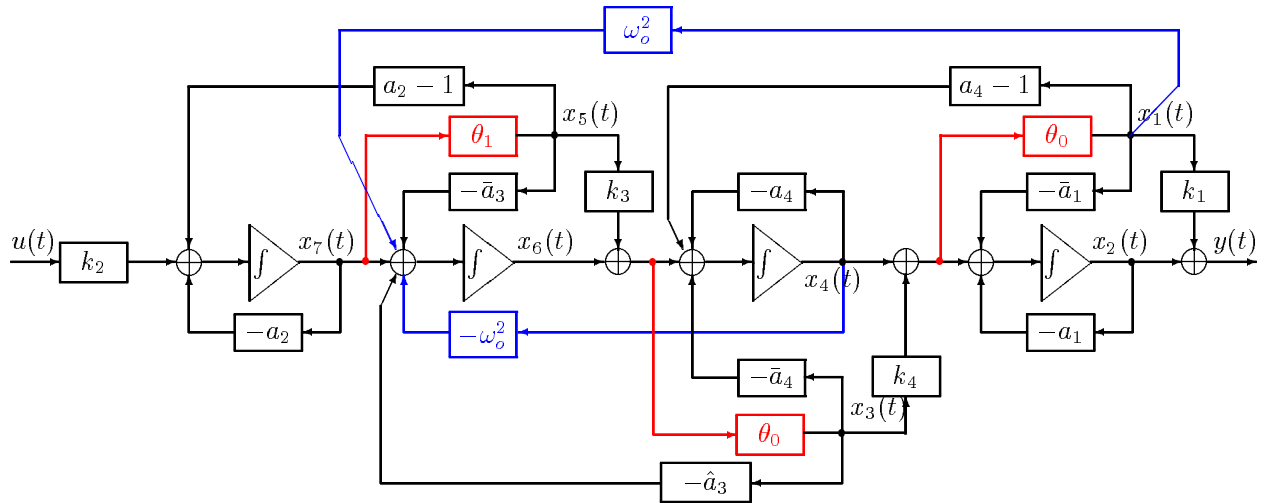 ω_o^2
a_2 − 1
a_4 − 1
x_5(t)
x_1(t)
θ_1
θ_0
−ā_3
k_3
−a_4
−ā_1
k_1
u(t)
k_2
∫
x_7(t)
∫
x_6(t)
∫
x_4(t)
∫
x_2(t)
y(t)
−a_2
−ω_o^2
−a_1
−ā_4
k_4
x_3(t)
θ_0
−â_3